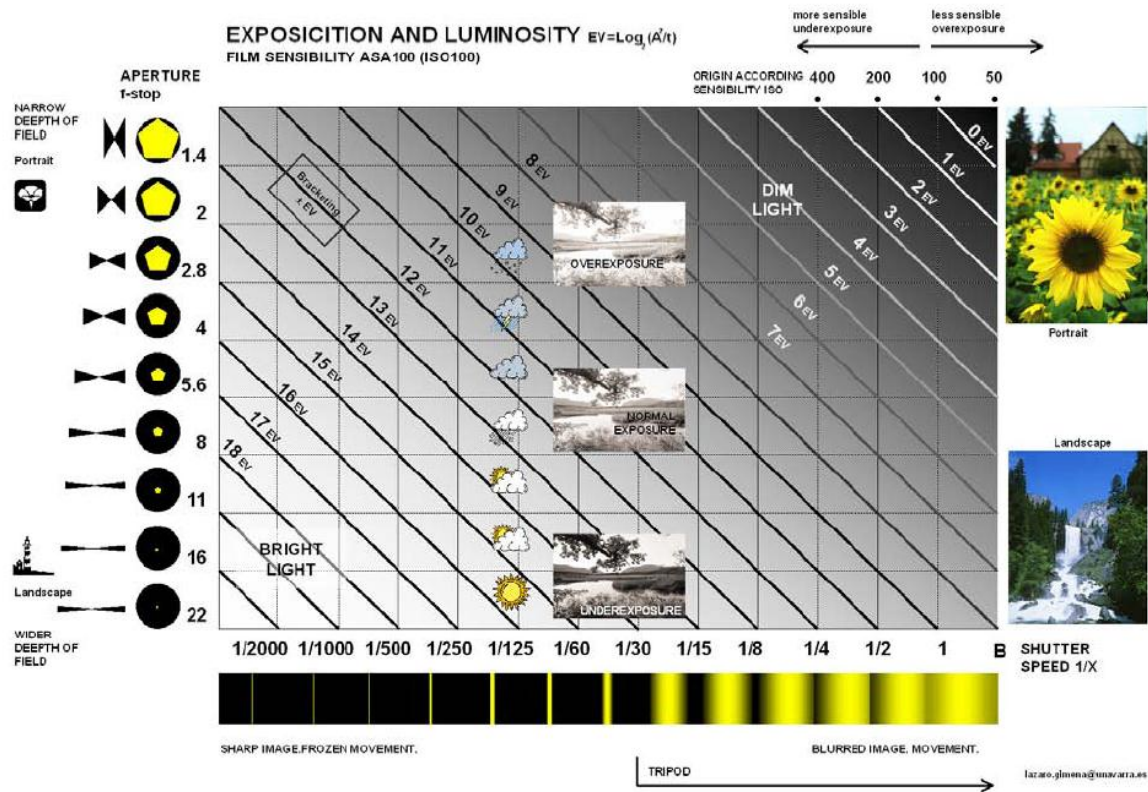 more sensible
underexposure
less sensible
overexposure
EXPOSICITION AND LUMINOSITY EV=Log₂(A²/t)
FILM SENSIBILITY ASA100 (ISO100)
APERTURE
f-stop
ORIGIN ACCORDING
SENSIBILITY ISO
400 200 100 50
NARROW
DEEPTH OF
FIELD
Portrait
1.4
2
2.8
4
5.6
8
11
16
22
Landscape
WIDER
DEEPTH OF
FIELD
Bracketing
± EV
0 EV
1 EV
2 EV
3 EV
4 EV
5 EV
6 EV
7 EV
8 EV
9 EV
10 EV
11 EV
12 EV
13 EV
14 EV
15 EV
16 EV
17 EV
18 EV
DIM
LIGHT
OVEREXPOSURE
NORMAL
EXPOSURE
UNDEREXPOSURE
BRIGHT
LIGHT
Portrait
Landscape
1/2000 1/1000 1/500 1/250 1/125 1/60 1/30 1/15 1/8 1/4 1/2 1 B
SHUTTER
SPEED 1/X
SHARP IMAGE.FROZEN MOVEMENT.
BLURRED IMAGE. MOVEMENT.
TRIPOD
lazaro.gimena@unavarra.es